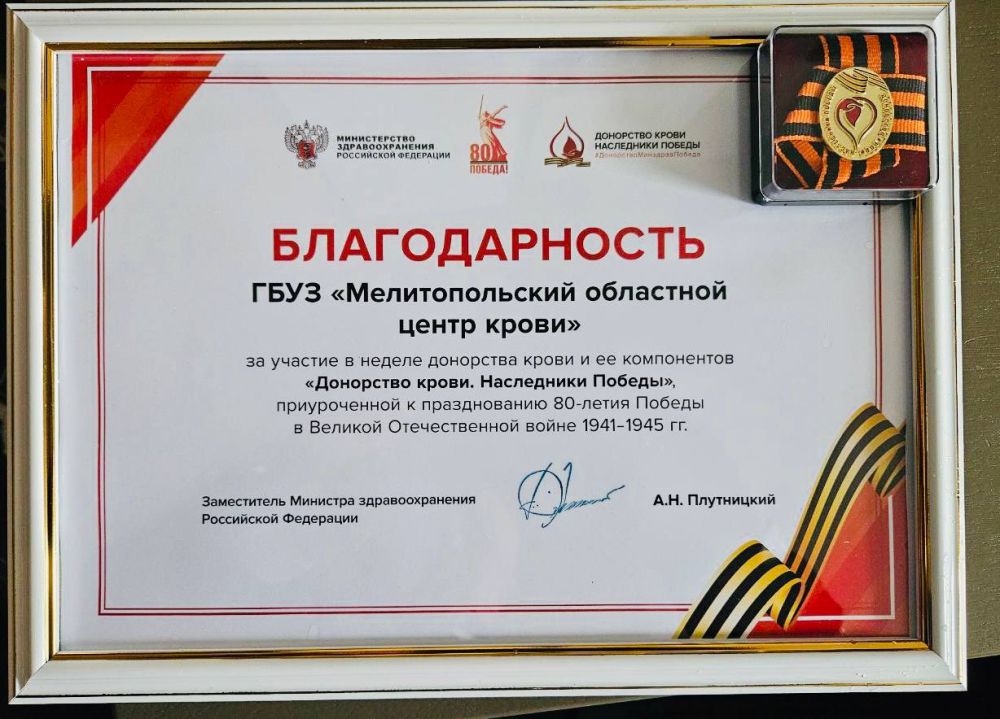 МИНИСТЕРСТВО
ЗДРАВООХРАНЕНИЯ
РОССИЙСКОЙ ФЕДЕРАЦИИ
80
ПОБЕДА!
ДОНОРСТВО КРОВИ
НАСЛЕДНИКИ ПОБЕДЫ
#ДонорствоМинздравПобеда
БЛАГОДАРНОСТЬ
ГБУЗ «Мелитопольский областной
центр крови»
за участие в неделе донорства крови и ее компонентов
«Донорство крови. Наследники Победы»,
приуроченной к празднованию 80-летия Победы
в Великой Отечественной войне 1941-1945 гг.
Заместитель Министра здравоохранения
Российской Федерации
А.Н. Плутницкий